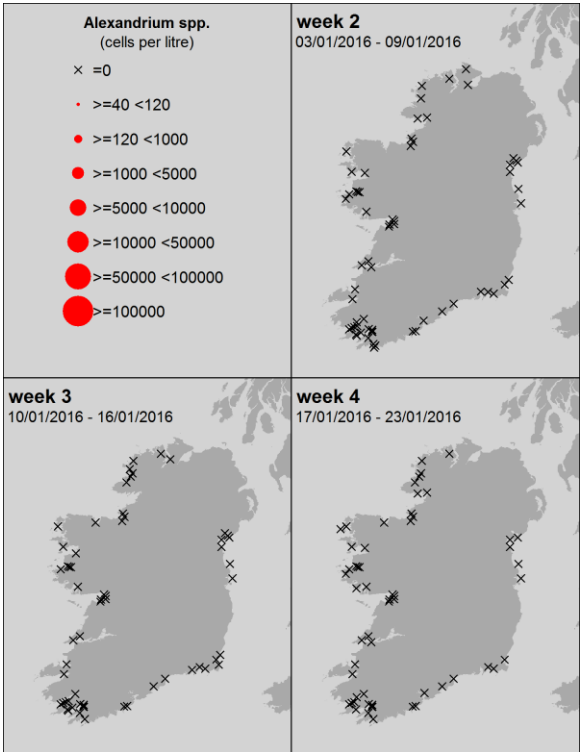 Alexandrium spp.
(cells per litre)
=0
>=40 <120
>=120 <1000
>=1000 <5000
>=5000 <10000
>=10000 <50000
>=50000 <100000
>=100000
week 2
03/01/2016 - 09/01/2016
week 3
10/01/2016 - 16/01/2016
week 4
17/01/2016 - 23/01/2016